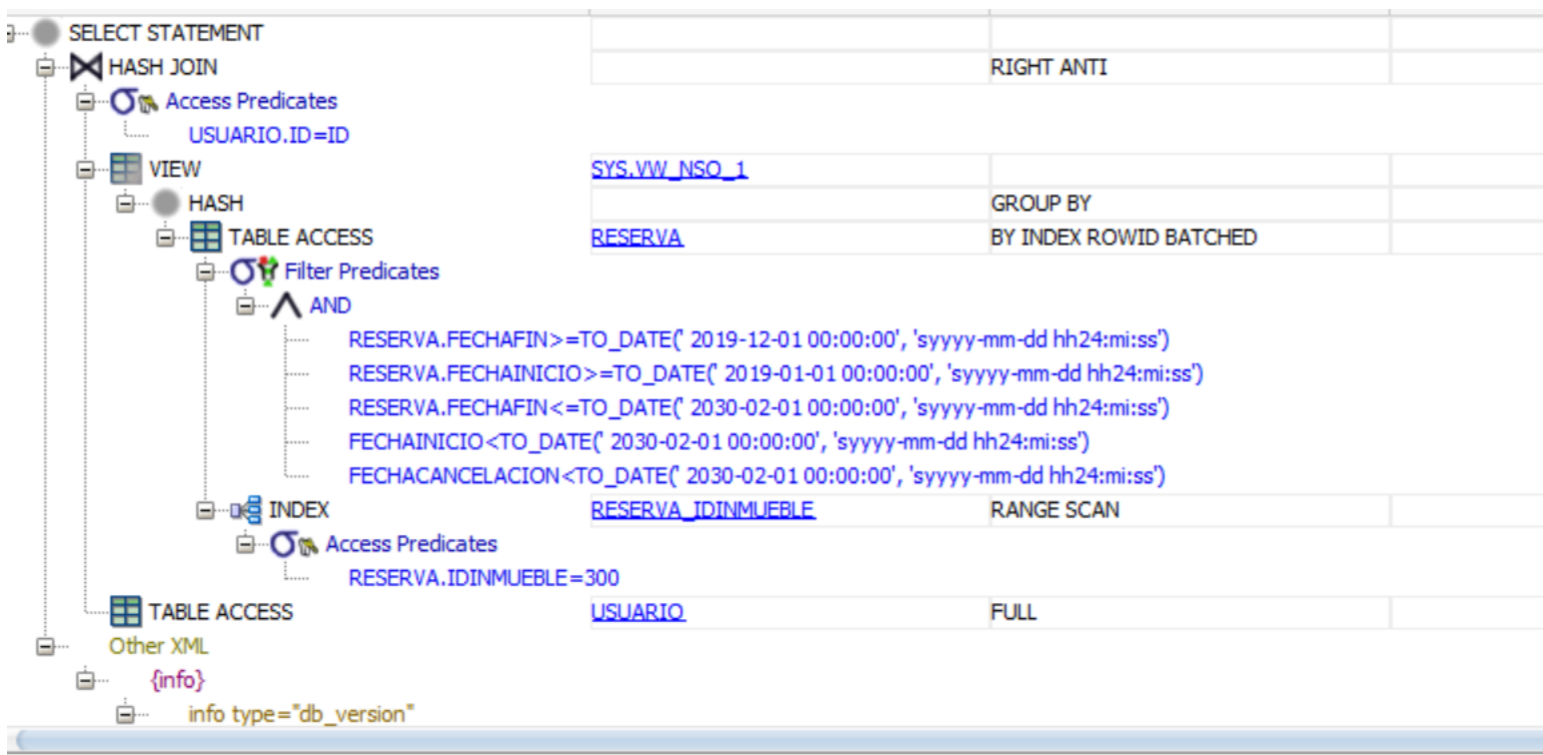 SELECT STATEMENT
HASH JOIN RIGHT ANTI
Access Predicates
USUARIO.ID=ID
VIEW SYS.VW_NSO_1
HASH GROUP BY
TABLE ACCESS RESERVA BY INDEX ROWID BATCHED
Filter Predicates
AND
RESERVA.FECHAFIN>=TO_DATE(' 2019-12-01 00:00:00', 'syyyy-mm-dd hh24:mi:ss')
RESERVA.FECHAINICIO>=TO_DATE(' 2019-01-01 00:00:00', 'syyyy-mm-dd hh24:mi:ss')
RESERVA.FECHAFIN<=TO_DATE(' 2030-02-01 00:00:00', 'syyyy-mm-dd hh24:mi:ss')
FECHAINICIO<TO_DATE(' 2030-02-01 00:00:00', 'syyyy-mm-dd hh24:mi:ss')
FECHACANCELACION<TO_DATE(' 2030-02-01 00:00:00', 'syyyy-mm-dd hh24:mi:ss')
INDEX RESERVA_IDINMUEBLE RANGE SCAN
Access Predicates
RESERVA.IDINMUEBLE=300
TABLE ACCESS USUARIO FULL
Other XML
{info}
info type="db_version"